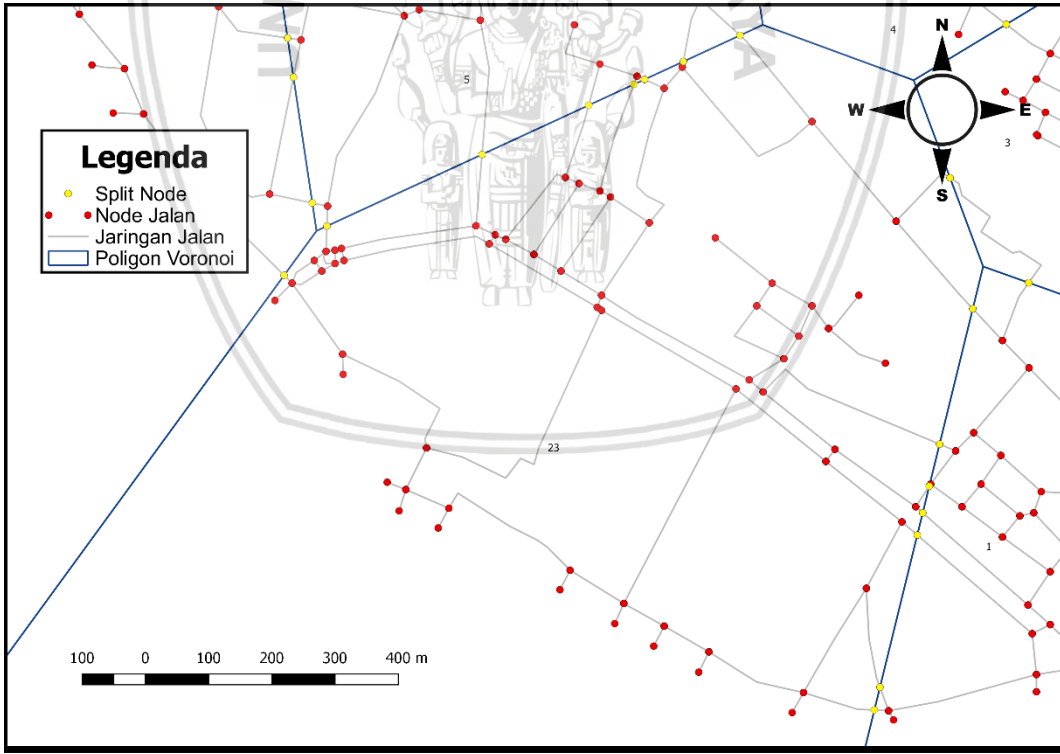 4
N
W
E
S
3
5
Legenda
Split Node
Node Jalan
Jaringan Jalan
Poligon Voronoi
23
1
100 0 100 200 300 400 m